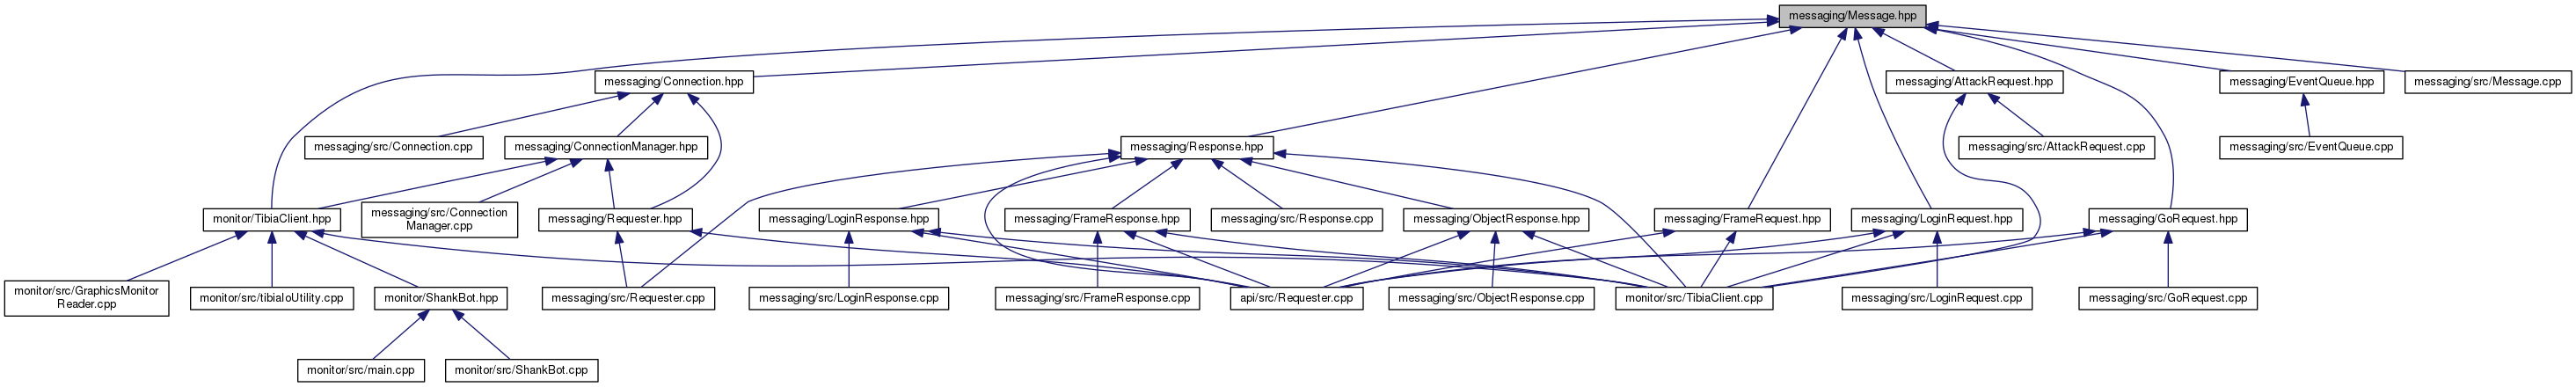 messaging/Message.hpp
messaging/Connection.hpp
messaging/AttackRequest.hpp
messaging/EventQueue.hpp
messaging/src/Message.cpp
messaging/src/Connection.cpp
messaging/ConnectionManager.hpp
messaging/Response.hpp
messaging/src/AttackRequest.cpp
messaging/src/EventQueue.cpp
monitor/TibiaClient.hpp
messaging/src/Connection
Manager.cpp
messaging/Requester.hpp
messaging/LoginResponse.hpp
messaging/FrameResponse.hpp
messaging/src/Response.cpp
messaging/ObjectResponse.hpp
messaging/FrameRequest.hpp
messaging/LoginRequest.hpp
messaging/GoRequest.hpp
monitor/src/GraphicsMonitor
Reader.cpp
monitor/src/tibiaIoUtility.cpp
monitor/ShankBot.hpp
messaging/src/Requester.cpp
messaging/src/LoginResponse.cpp
messaging/src/FrameResponse.cpp
api/src/Requester.cpp
messaging/src/ObjectResponse.cpp
monitor/src/TibiaClient.cpp
messaging/src/LoginRequest.cpp
messaging/src/GoRequest.cpp
monitor/src/main.cpp
monitor/src/ShankBot.cpp